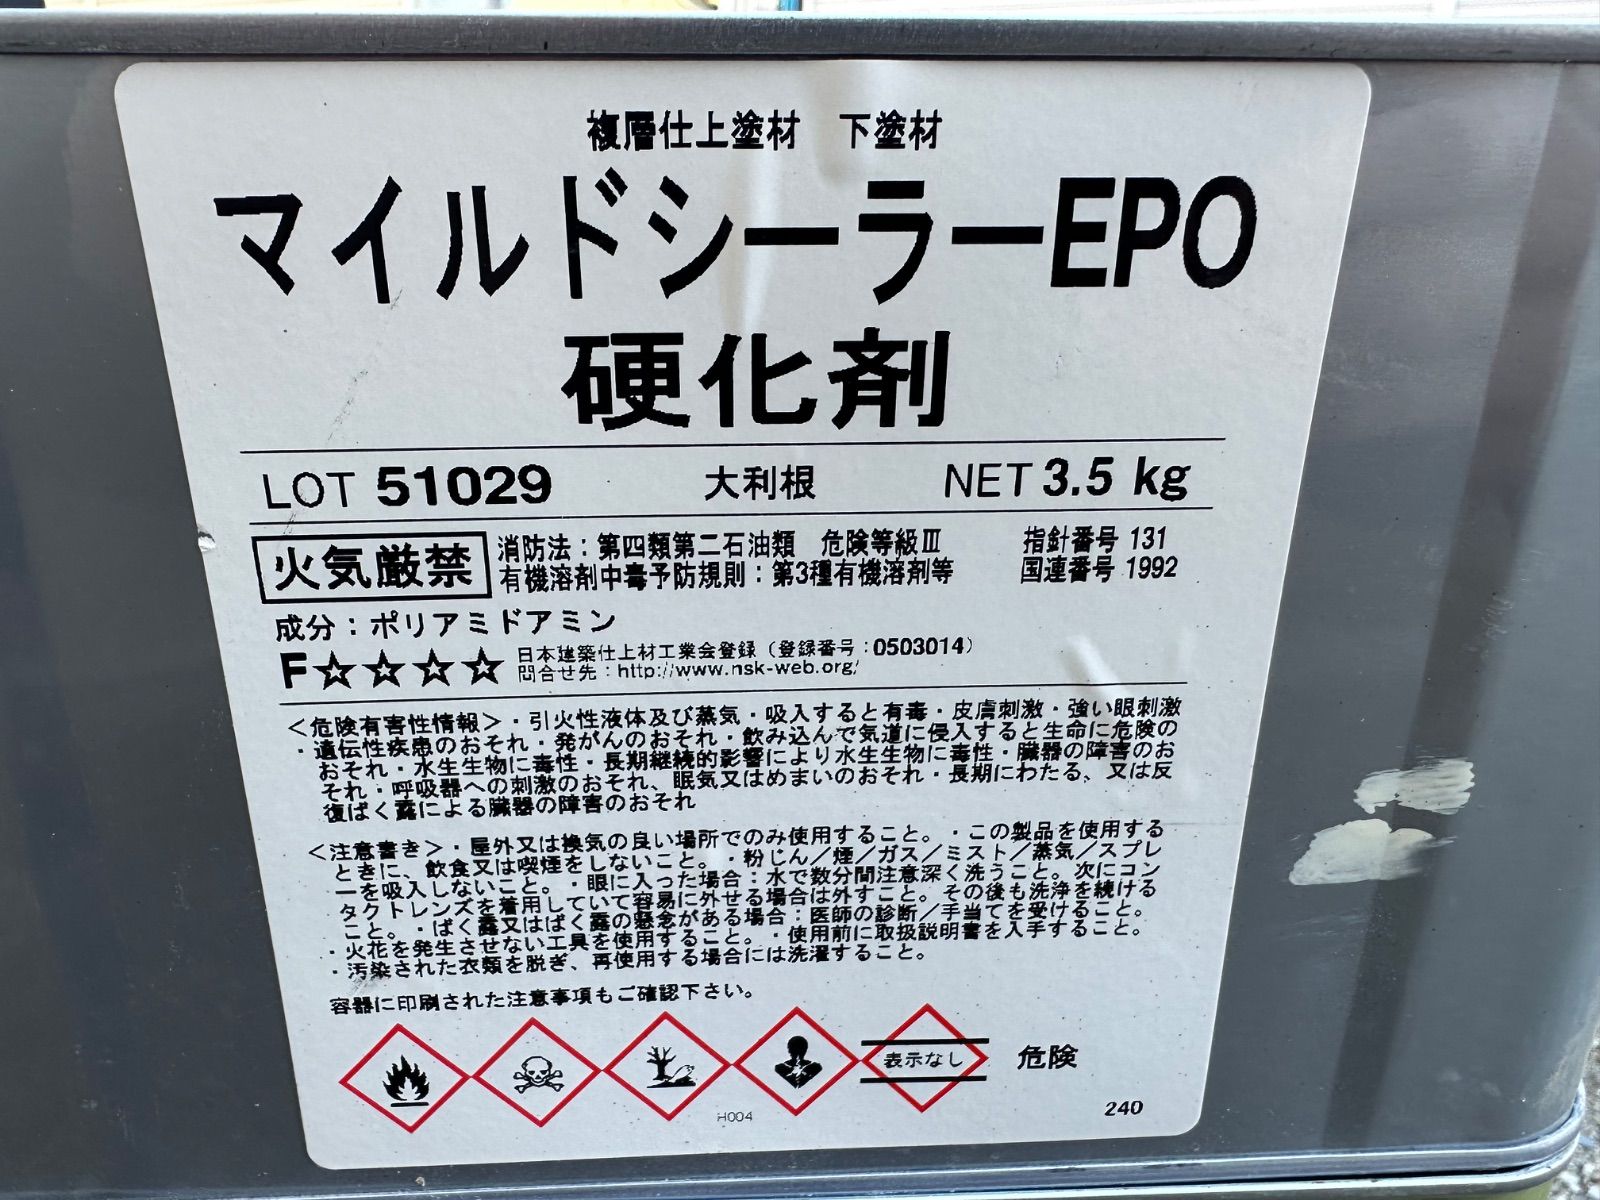 複層仕上塗材　下塗材
マイルドシーラーEPO
硬化剤
LOT 51029 大利根 NET 3.5 kg
火気厳禁
消防法：第四類第二石油類　危険等級Ⅲ 指針番号 131
有機溶剤中毒予防規則：第3種有機溶剤等 国連番号 1992
成分：ポリアミドアミン
F☆☆☆☆
日本建築仕上材工業会登録（登録番号：0503014）
問合せ先：http://www.nsk-web.org/
＜危険有害性情報＞・引火性液体及び蒸気・吸入すると有毒・皮膚刺激・強い眼刺激
・遺伝性疾患のおそれ・発がんのおそれ・飲み込んで気道に侵入すると生命に危険の
おそれ・水生生物に毒性・長期継続的影響により水生生物に毒性・臓器の障害のお
それ・呼吸器への刺激のおそれ、眠気又はめまいのおそれ・長期にわたる、又は反
復ばく露による臓器の障害のおそれ
＜注意書き＞・屋外又は換気の良い場所でのみ使用すること。・この製品を使用する
ときに、飲食又は喫煙をしないこと。・粉じん／煙／ガス／ミスト／蒸気／スプレ
ーを吸入しないこと。・眼に入った場合：水で数分間注意深く洗うこと。次にコン
タクトレンズを着用していて容易に外せる場合は外すこと。その後も洗浄を続ける
こと。・ばく露又はばく露の懸念がある場合：医師の診断／手当てを受けること。
・火花を発生させない工具を使用すること。・使用前に取扱説明書を入手すること。
・汚染された衣類を脱ぎ、再使用する場合には洗濯すること。
容器に印刷された注意事項もご確認下さい。
表示なし 危険
H004 240